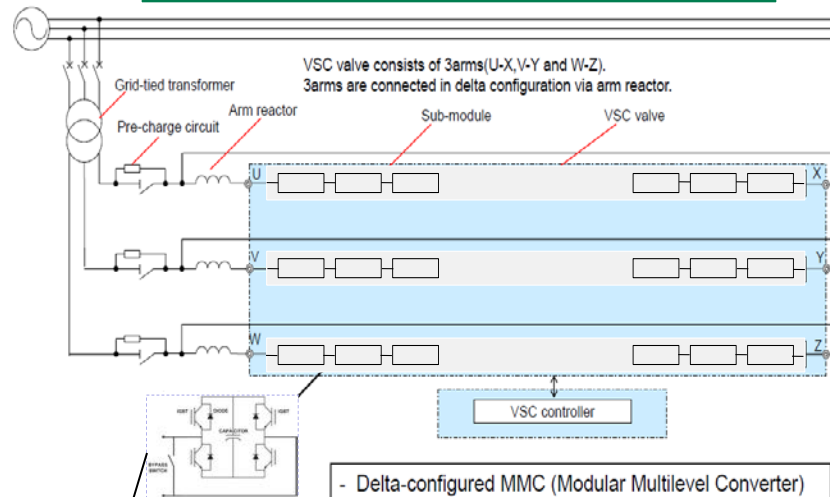 VSC valve consists of 3arms(U-X,V-Y and W-Z).
3arms are connected in delta configuration via arm reactor.
Grid-tied transformer
Arm reactor
Pre-charge circuit
Sub-module
VSC valve
U
X
V
Y
W
Z
IGBT
DIODE
IGBT
CAPACITOR
BYPASS
SWITCH
VSC controller
- Delta-configured MMC (Modular Multilevel Converter)